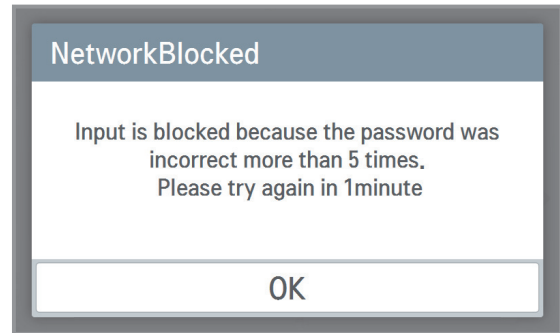 NetworkBlocked
Input is blocked because the password was
incorrect more than 5 times.
Please try again in 1minute
OK